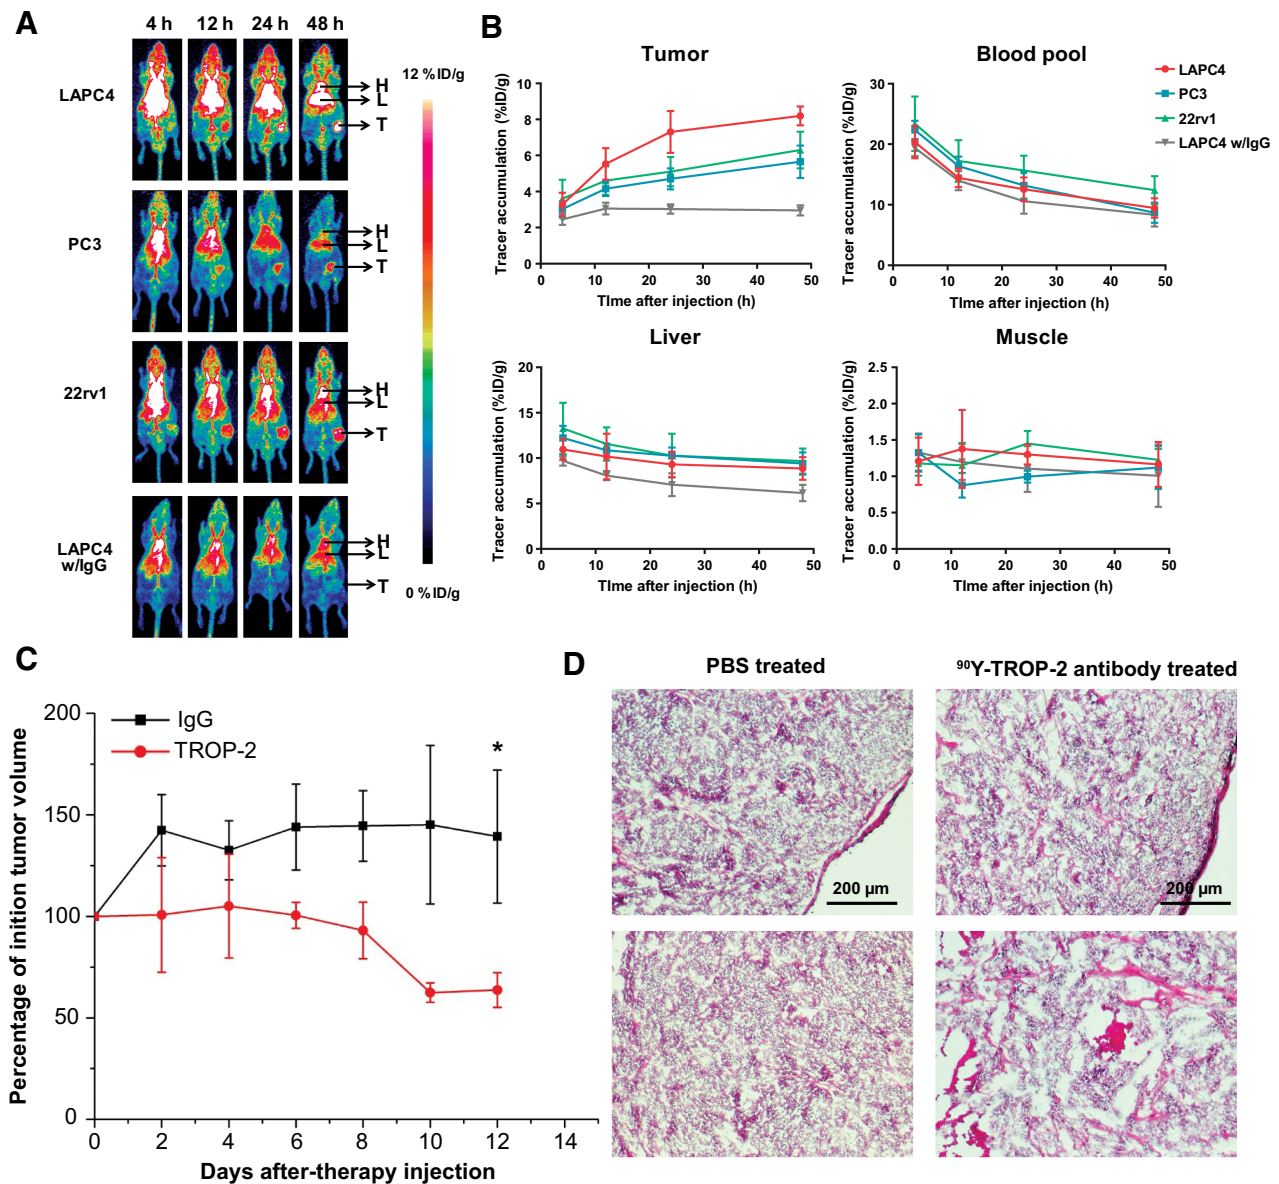 A
4 h 12 h 24 h 48 h
LAPC4
H
L
T
PC3
H
L
T
22rv1
H
L
T
LAPC4
w/IgG
H
L
T
12 %ID/g
0 %ID/g
B
Tumor
Tracer accumulation (%ID/g)
10
8
6
4
2
0
0 10 20 30 40 50
TIme after injection (h)
Blood pool
Tracer accumulation (%ID/g)
30
20
10
0
0 10 20 30 40 50
TIme after injection (h)
LAPC4
PC3
22rv1
LAPC4 w/IgG
Liver
Tracer accumulation (%ID/g)
20
15
10
5
0
0 10 20 30 40 50
TIme after injection (h)
Muscle
Tracer accumulation (%ID/g)
2.5
2.0
1.5
1.0
0.5
0.0
0 10 20 30 40 50
TIme after injection (h)
C
Percentage of inition tumor volume
200
150
100
50
0
IgG
TROP-2
*
0 2 4 6 8 10 12 14
Days after-therapy injection
D
PBS treated
90Y-TROP-2 antibody treated
200 µm
200 µm